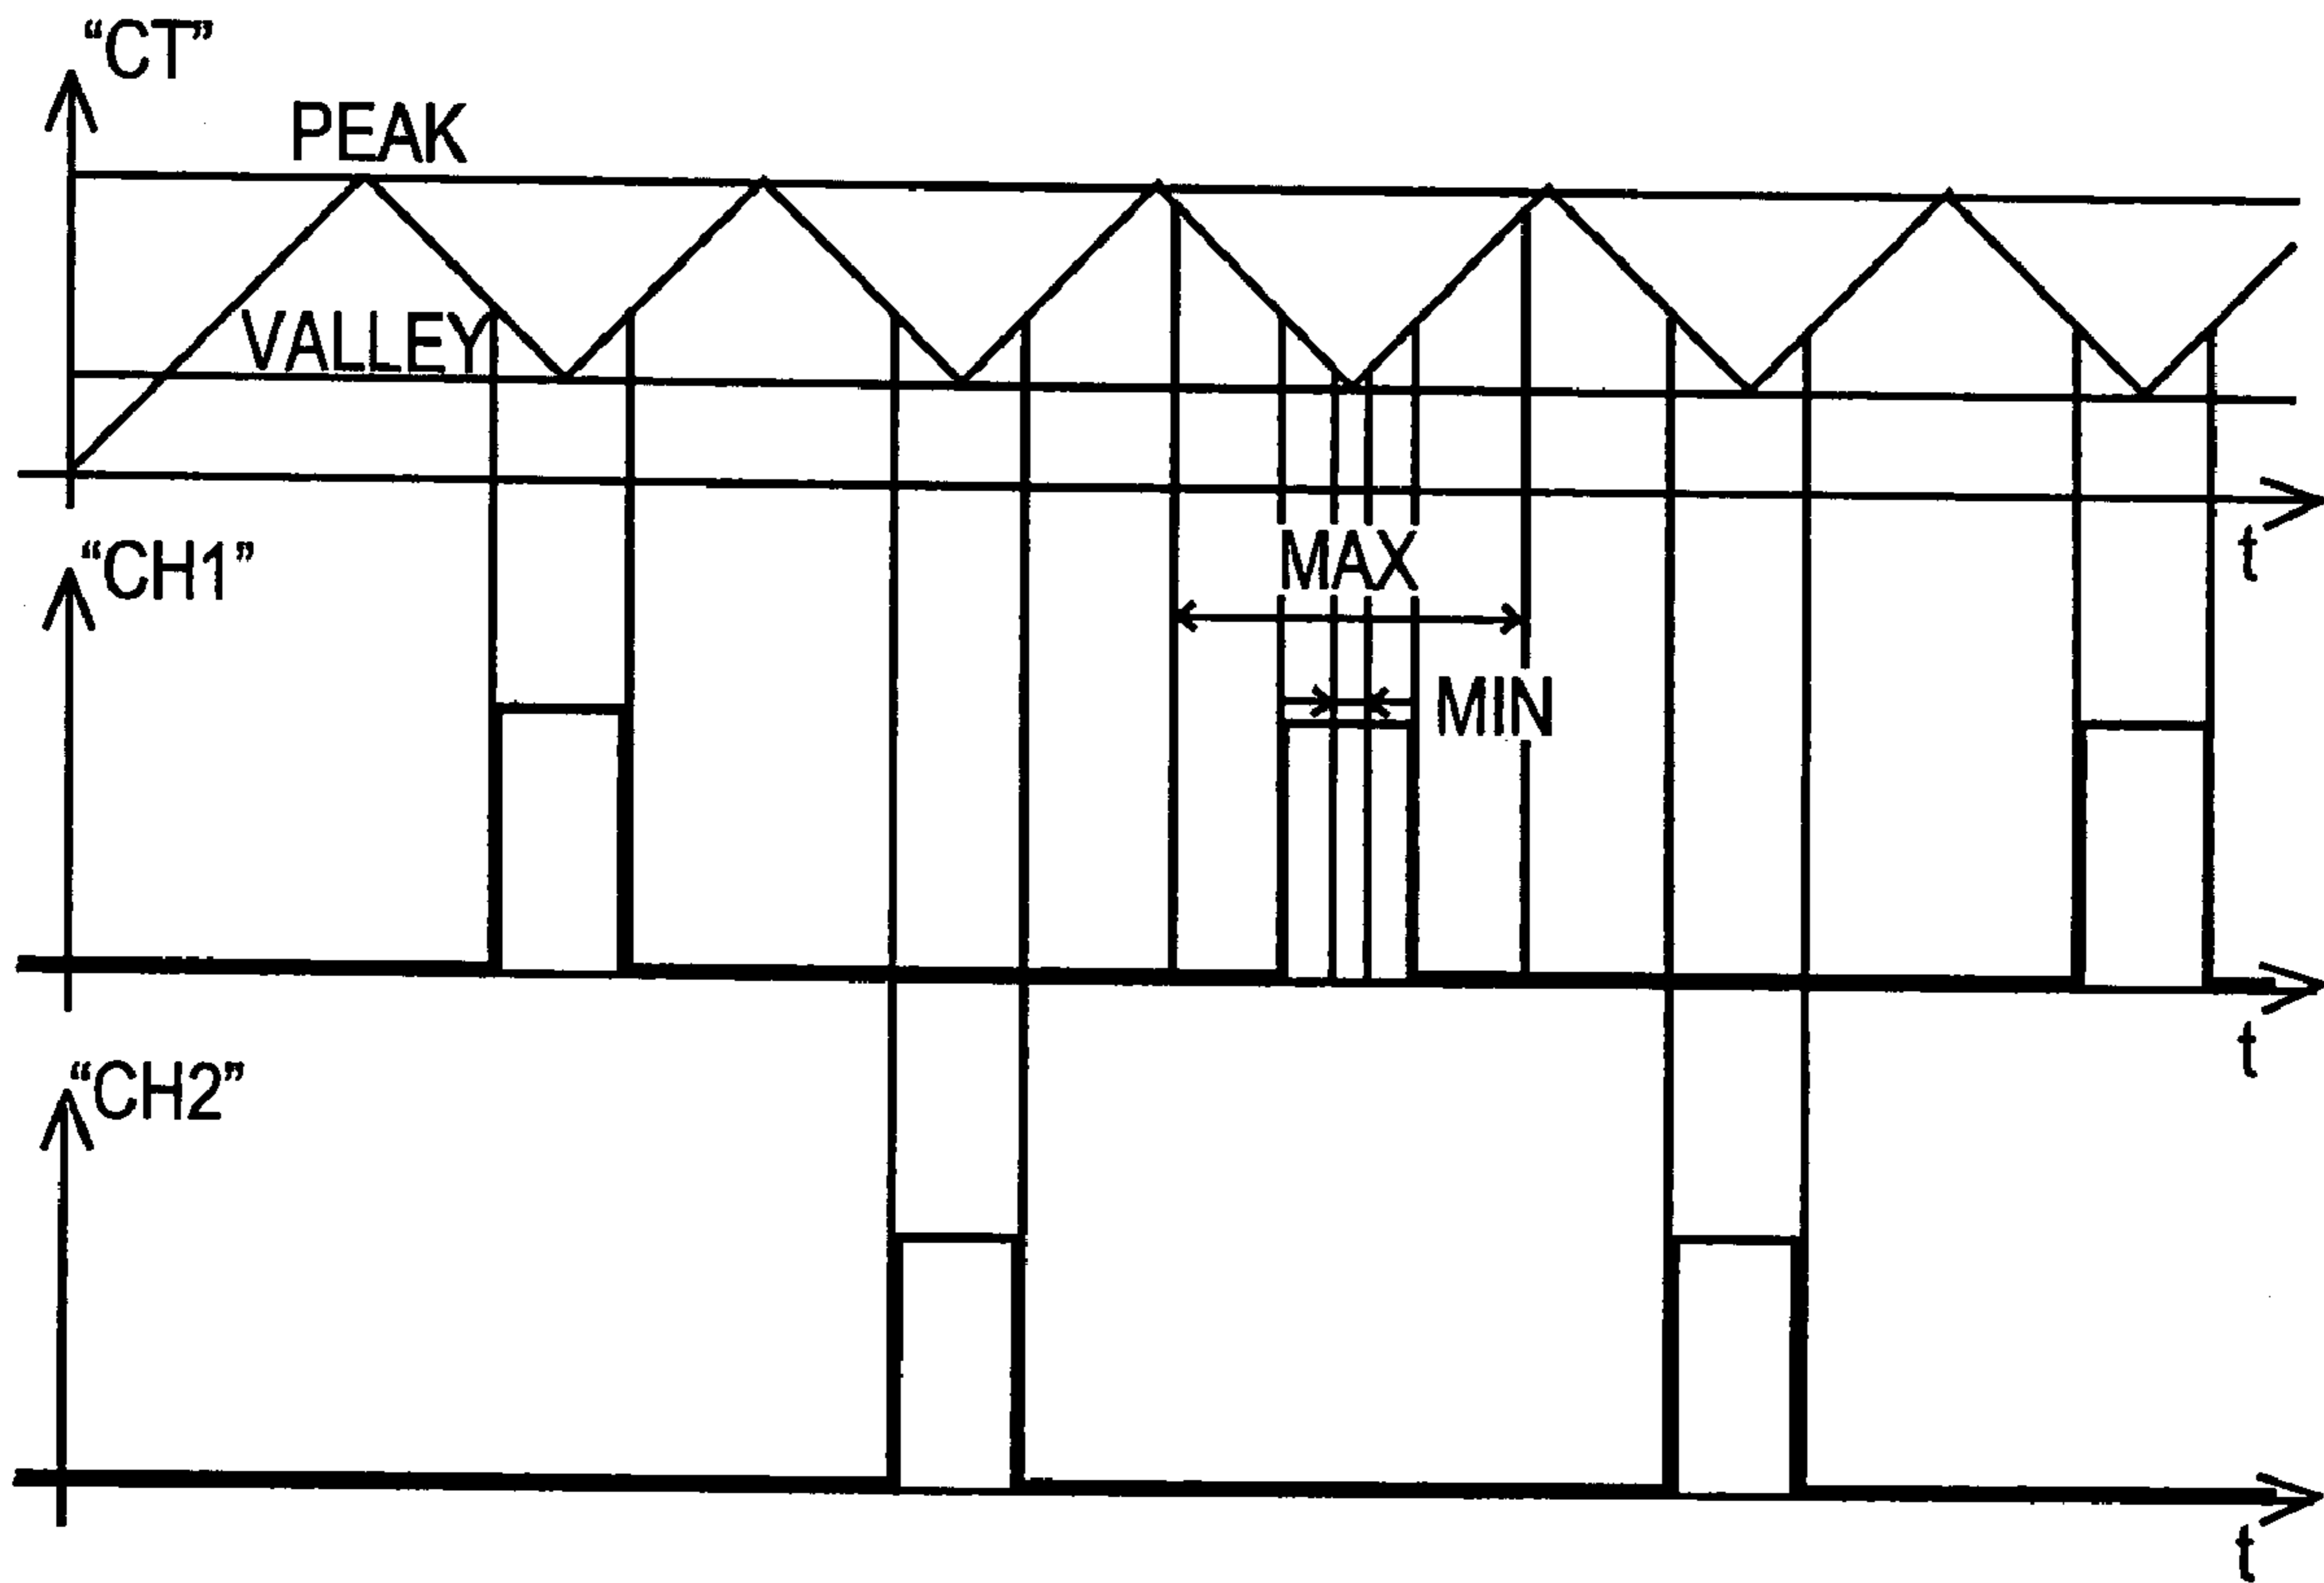 “CT”
PEAK
VALLEY
t
“CH1”
MAX
MIN
t
“CH2”
t